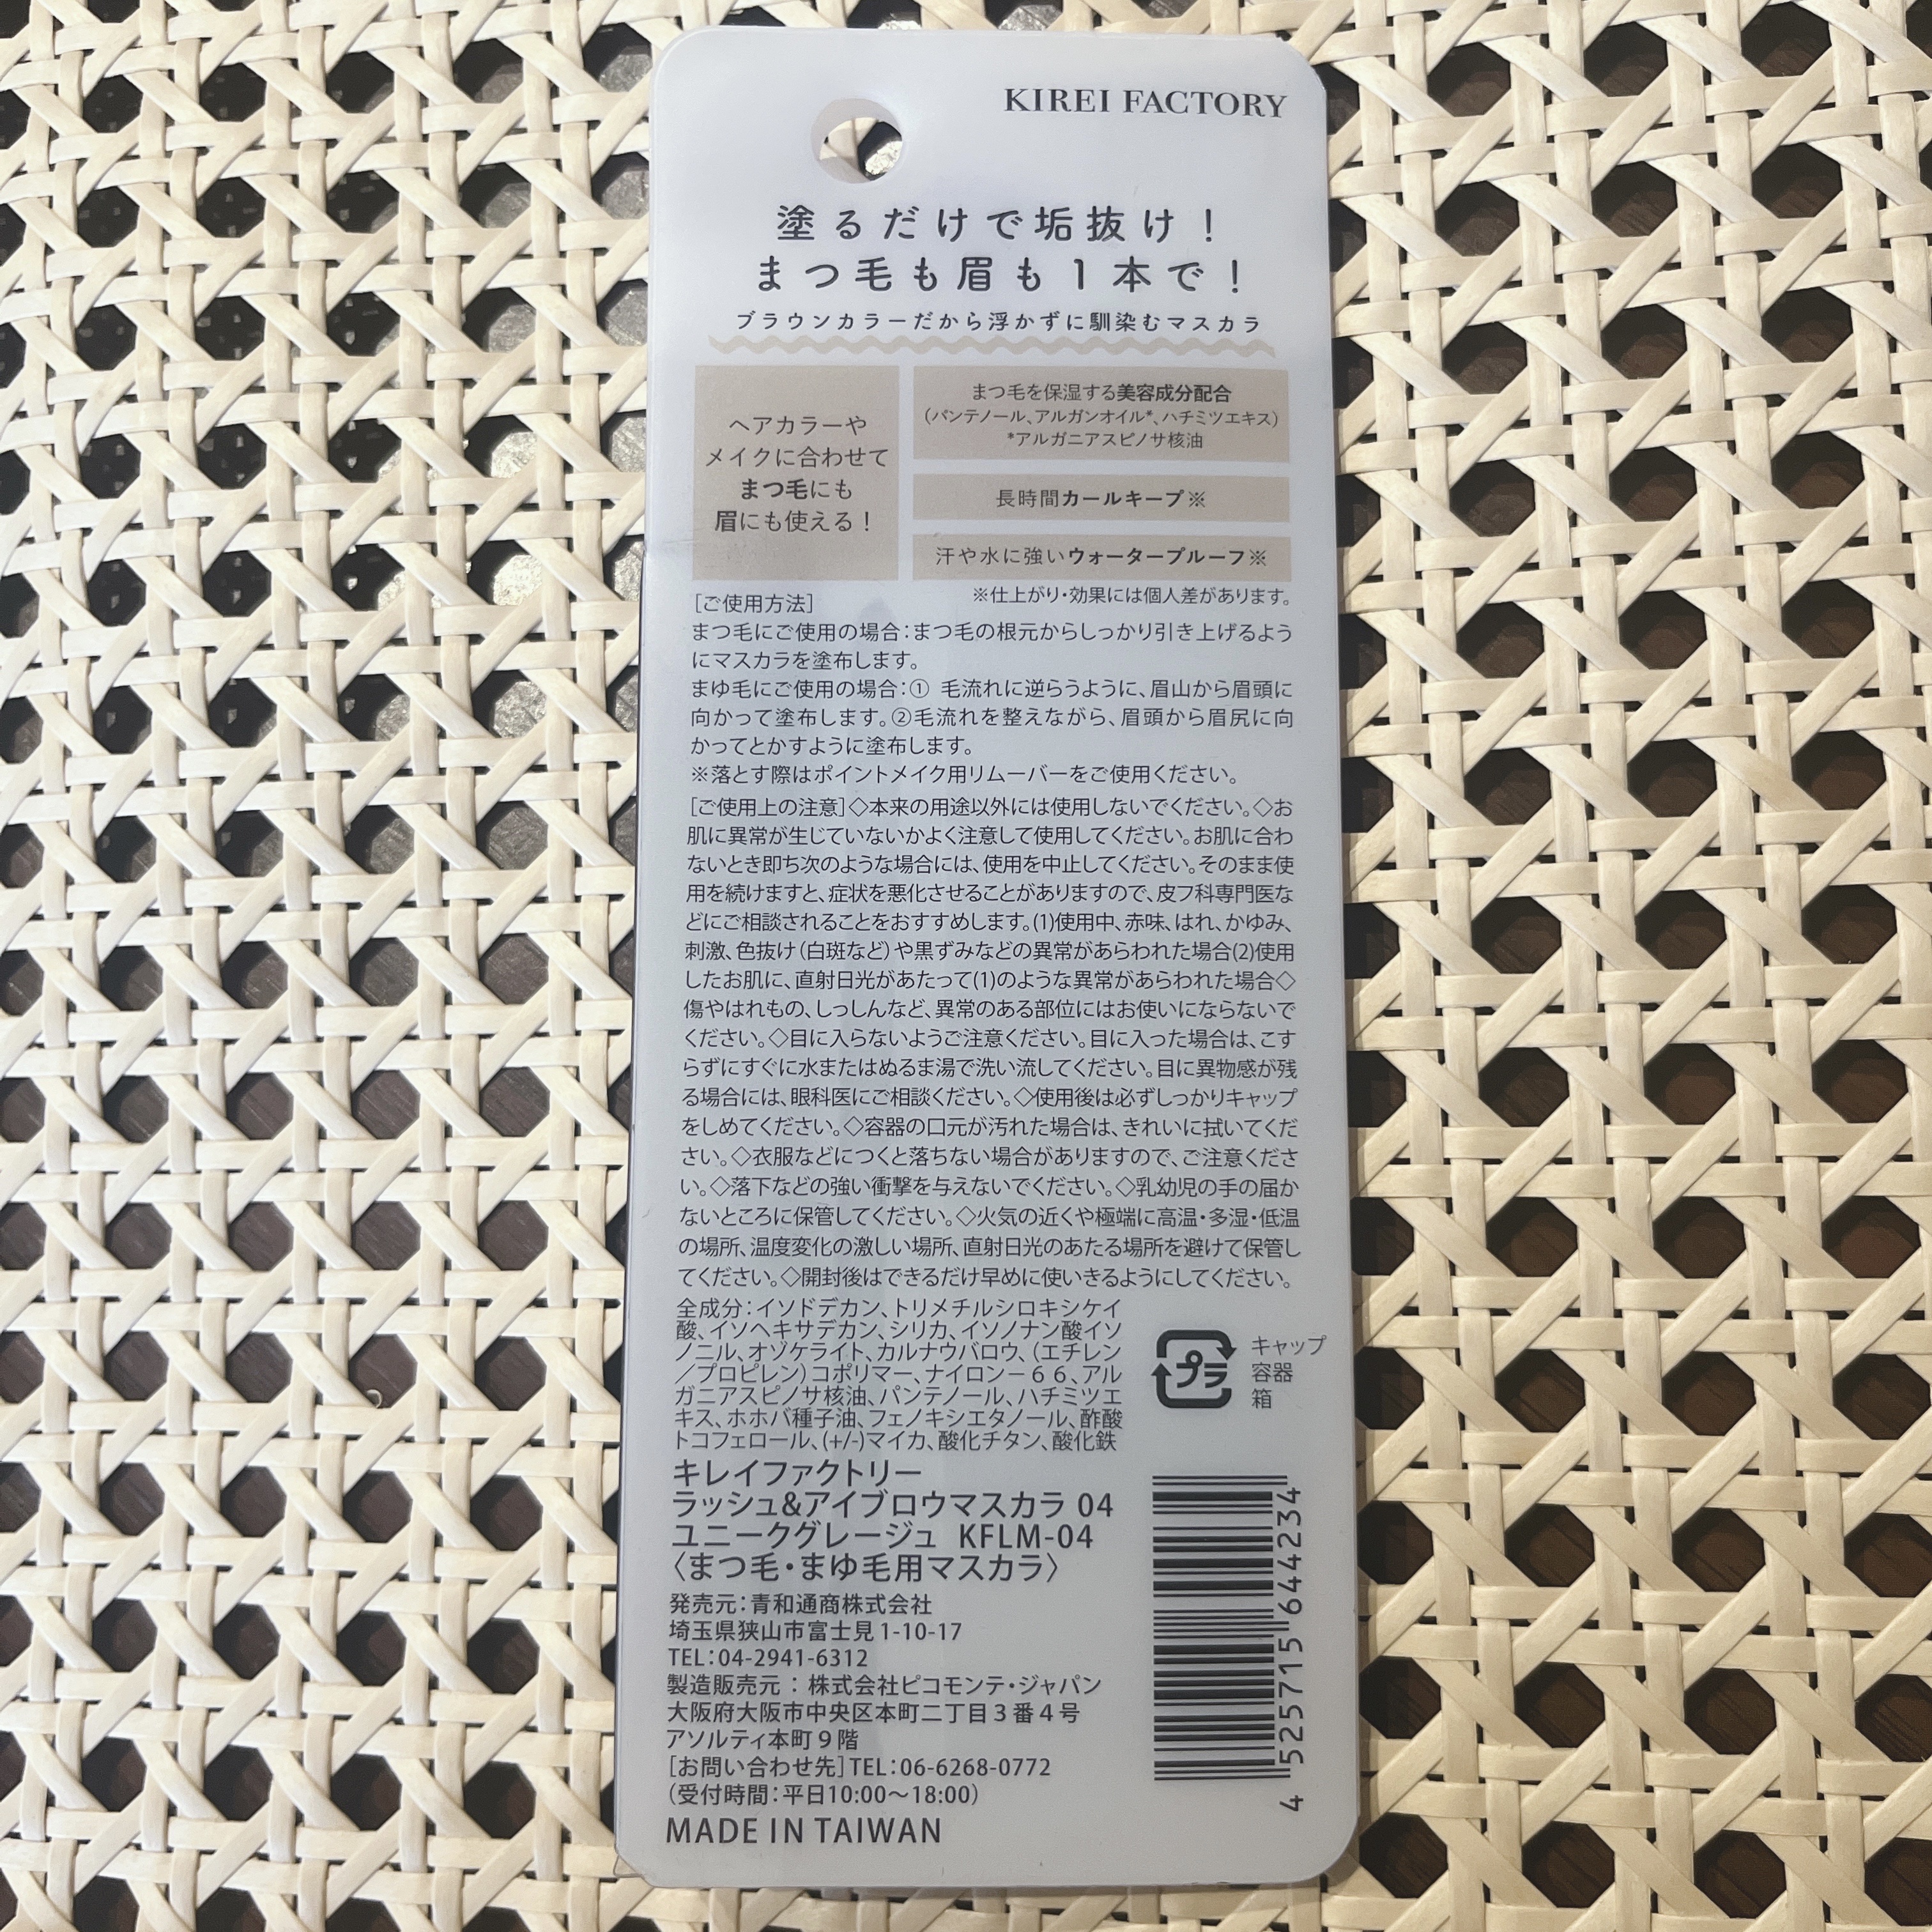 KIREI FACTORY
塗るだけで垢抜け！
まつ毛も眉も1本で！
ブラウンカラーだから浮かずに馴染むマスカラ
ヘアカラーや
メイクに合わせて
まつ毛にも
眉にも使える！
まつ毛を保湿する美容成分配合
(パンテノール、アルガンオイル*、ハチミツエキス)
*アルガニアスピノサ核油
長時間カールキープ※
汗や水に強いウォータープルーフ※
※仕上がり・効果には個人差があります。
［ご使用方法］
まつ毛にご使用の場合：まつ毛の根元からしっかり引き上げるよう
にマスカラを塗布します。
まゆ毛にご使用の場合：① 毛流れに逆らうように、眉山から眉頭に
向かって塗布します。②毛流れを整えながら、眉頭から眉尻に向
かってとかすように塗布します。
※落とす際はポイントメイク用リムーバーをご使用ください。
［ご使用上の注意］◇本来の用途以外には使用しないでください。◇お
肌に異常が生じていないかよく注意して使用してください。お肌に合わ
ないとき即ち次のような場合には、使用を中止してください。そのまま使
用を続けますと、症状を悪化させることがありますので、皮フ科専門医な
どにご相談されることをおすすめします。(1)使用中、赤味、はれ、かゆみ、
刺激、色抜け（白斑など）や黒ずみなどの異常があらわれた場合(2)使用
したお肌に、直射日光があたって(1)のような異常があらわれた場合◇
傷やはれもの、しっしんなど、異常のある部位にはお使いにならないで
ください。◇目に入らないようご注意ください。目に入った場合は、こす
らずにすぐに水またはぬるま湯で洗い流してください。目に異物感が残
る場合には、眼科医にご相談ください。◇使用後は必ずしっかりキャップ
をしめてください。◇容器の口元が汚れた場合は、きれいに拭いてくだ
さい。◇衣服などにつくと落ちない場合がありますので、ご注意くださ
い。◇落下などの強い衝撃を与えないでください。◇乳幼児の手の届か
ないところに保管してください。◇火気の近くや極端に高温・多湿・低温
の場所、温度変化の激しい場所、直射日光のあたる場所を避けて保管し
てください。◇開封後はできるだけ早めに使いきるようにしてください。
全成分：イソドデカン、トリメチルシロキシケイ
酸、イソヘキサデカン、シリカ、イソノナン酸イソ
ノニル、オゾケライト、カルナウバロウ、（エチレン
／プロピレン）コポリマー、ナイロン－６６、アル
ガニアスピノサ核油、パンテノール、ハチミツエ
キス、ホホバ種子油、フェノキシエタノール、酢酸
トコフェロール、(+/-)マイカ、酸化チタン、酸化鉄
プラ
キャップ
容器
箱
キレイファクトリー
ラッシュ&アイブロウマスカラ 04
ユニークグレージュ KFLM-04
〈まつ毛・まゆ毛用マスカラ〉
発売元：青和通商株式会社
埼玉県狭山市富士見1-10-17
TEL：04-2941-6312
製造販売元：株式会社ピコモンテ・ジャパン
大阪府大阪市中央区本町二丁目３番４号
アソルティ本町９階
［お問い合わせ先］TEL：06-6268-0772
（受付時間：平日10:00～18:00）
MADE IN TAIWAN
4 525715 644234